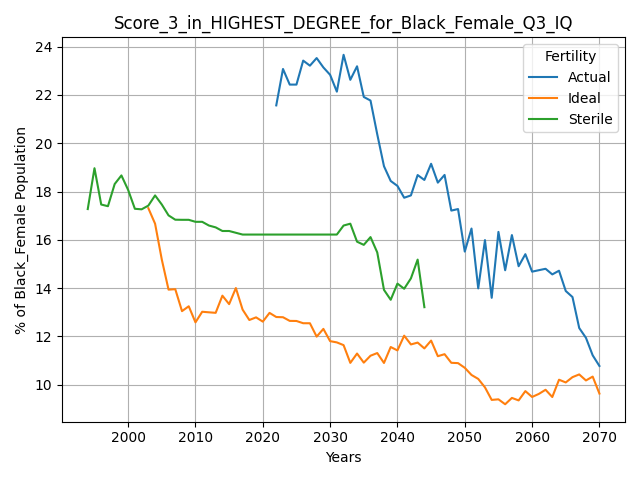 Score_3_in_HIGHEST_DEGREE_for_Black_Female_Q3_IQ
% of Black_Female Population
24
22
20
18
16
14
12
10
Fertility
Actual
Ideal
Sterile
2000 2010 2020 2030 2040 2050 2060 2070
Years